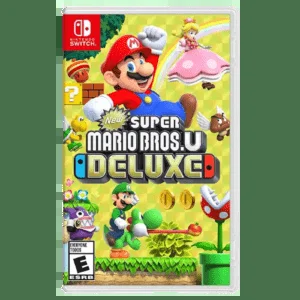 NINTENDO
SWITCH
New
SUPER
MARIO BROS.U
DELUXE
EVERYONE
E
ESRB